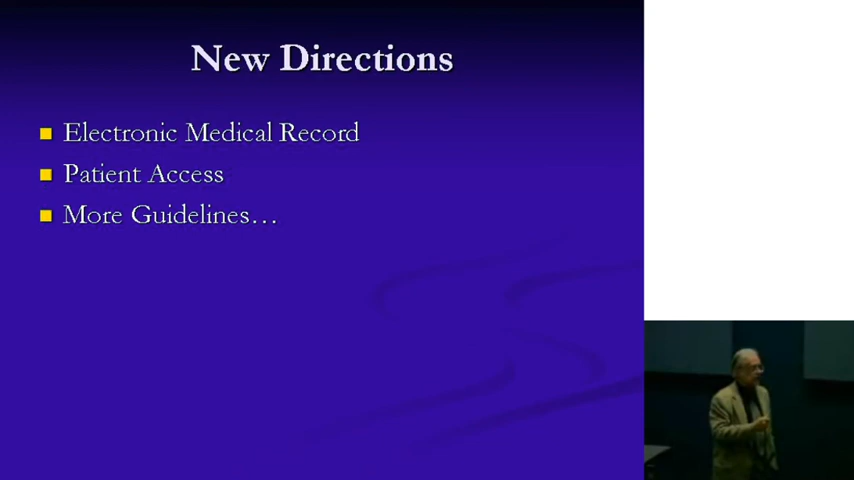 New Directions
Electronic Medical Record
Patient Access
More Guidelines…